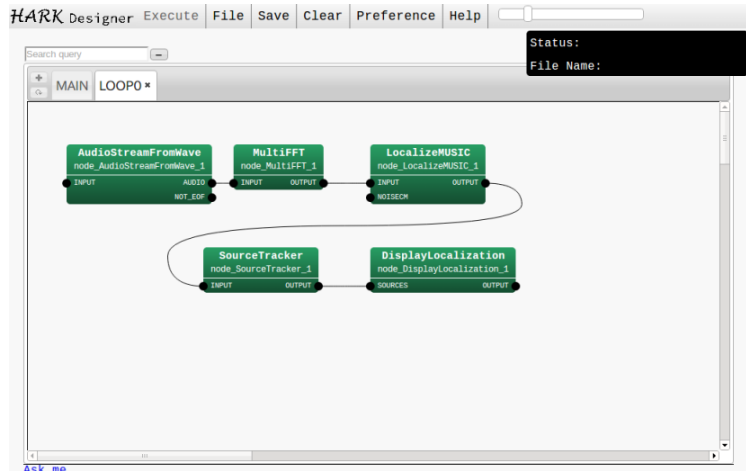 HARK Designer Execute File Save Clear Preference Help
Status:
File Name:
Search query
MAIN LOOP0
AudioStreamFromWave
node_AudioStreamFromWave_1
INPUT AUDIO
NOT_EOF
MultiFFT
node_MultiFFT_1
INPUT OUTPUT
LocalizeMUSIC
node_LocalizeMUSIC_1
INPUT OUTPUT
NOISECM
SourceTracker
node_SourceTracker_1
INPUT OUTPUT
DisplayLocalization
node_DisplayLocalization_1
SOURCES OUTPUT
Ask me